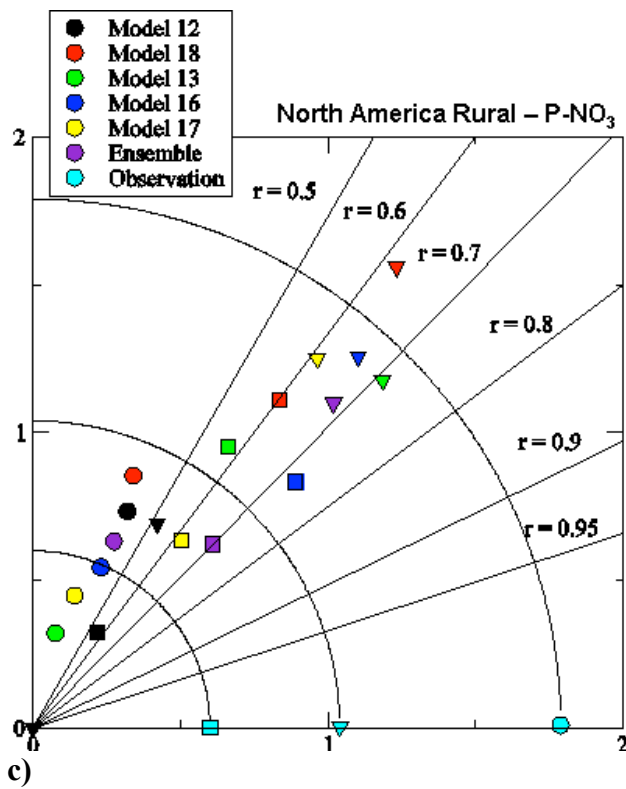 Model 12
Model 18
Model 13
Model 16
Model 17
Ensemble
Observation
North America Rural – P-NO₃
2
r = 0.5
r = 0.6
r = 0.7
r = 0.8
1
r = 0.9
r = 0.95
0
0 1 2
c)